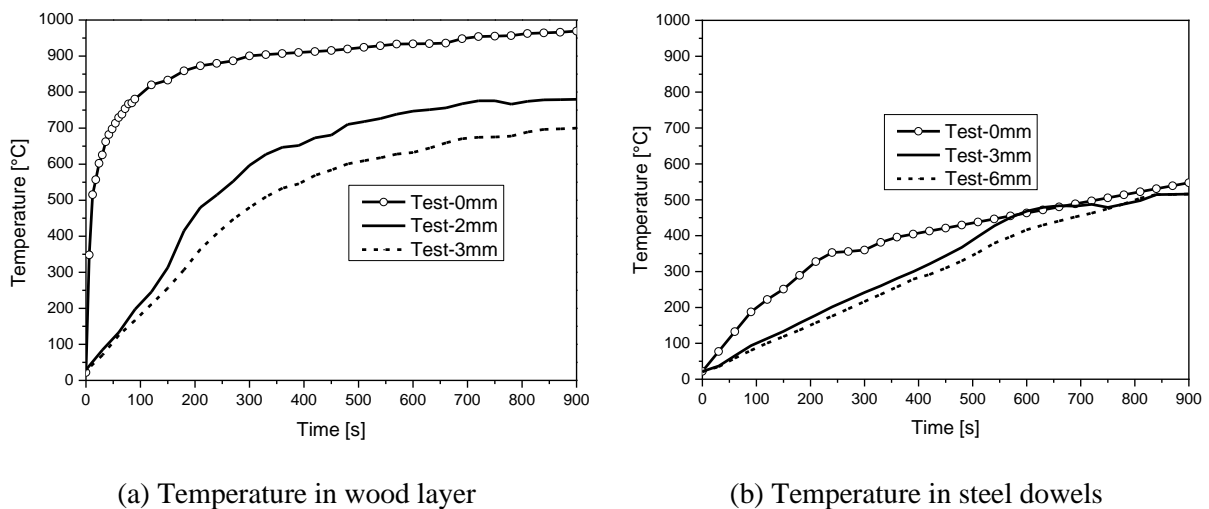 1000
900
800
700
600
500
400
300
200
100
0
Temperature [°C]
Test-0mm
Test-2mm
Test-3mm
0 100 200 300 400 500 600 700 800 900
Time [s]
(a) Temperature in wood layer
1000
900
800
700
600
500
400
300
200
100
0
Temperature [°C]
Test-0mm
Test-3mm
Test-6mm
0 100 200 300 400 500 600 700 800 900
Time [s]
(b) Temperature in steel dowels